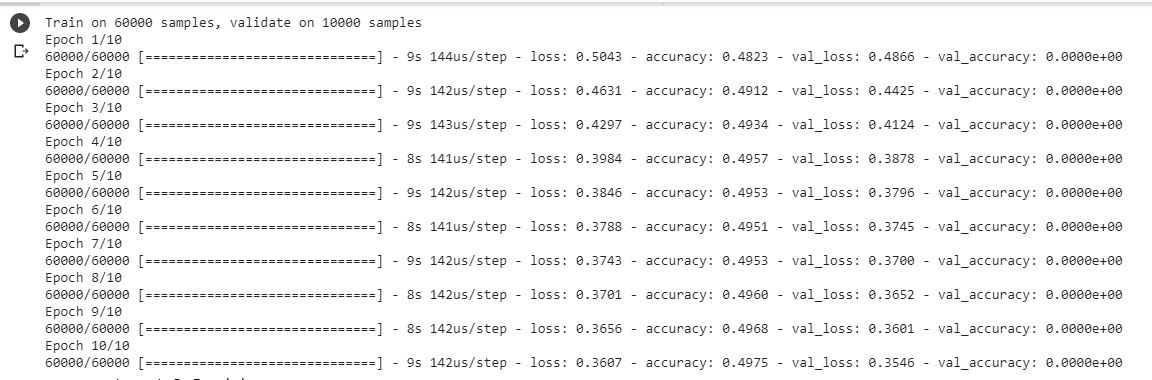 Train on 60000 samples, validate on 10000 samples
Epoch 1/10
60000/60000 [==============================] - 9s 144us/step - loss: 0.5043 - accuracy: 0.4823 - val_loss: 0.4866 - val_accuracy: 0.0000e+00
Epoch 2/10
60000/60000 [==============================] - 9s 142us/step - loss: 0.4631 - accuracy: 0.4912 - val_loss: 0.4425 - val_accuracy: 0.0000e+00
Epoch 3/10
60000/60000 [==============================] - 9s 143us/step - loss: 0.4297 - accuracy: 0.4934 - val_loss: 0.4124 - val_accuracy: 0.0000e+00
Epoch 4/10
60000/60000 [==============================] - 8s 141us/step - loss: 0.3984 - accuracy: 0.4957 - val_loss: 0.3878 - val_accuracy: 0.0000e+00
Epoch 5/10
60000/60000 [==============================] - 9s 142us/step - loss: 0.3846 - accuracy: 0.4953 - val_loss: 0.3796 - val_accuracy: 0.0000e+00
Epoch 6/10
60000/60000 [==============================] - 8s 141us/step - loss: 0.3788 - accuracy: 0.4951 - val_loss: 0.3745 - val_accuracy: 0.0000e+00
Epoch 7/10
60000/60000 [==============================] - 9s 142us/step - loss: 0.3743 - accuracy: 0.4953 - val_loss: 0.3700 - val_accuracy: 0.0000e+00
Epoch 8/10
60000/60000 [==============================] - 8s 142us/step - loss: 0.3701 - accuracy: 0.4960 - val_loss: 0.3652 - val_accuracy: 0.0000e+00
Epoch 9/10
60000/60000 [==============================] - 8s 142us/step - loss: 0.3656 - accuracy: 0.4968 - val_loss: 0.3601 - val_accuracy: 0.0000e+00
Epoch 10/10
60000/60000 [==============================] - 9s 142us/step - loss: 0.3607 - accuracy: 0.4975 - val_loss: 0.3546 - val_accuracy: 0.0000e+00